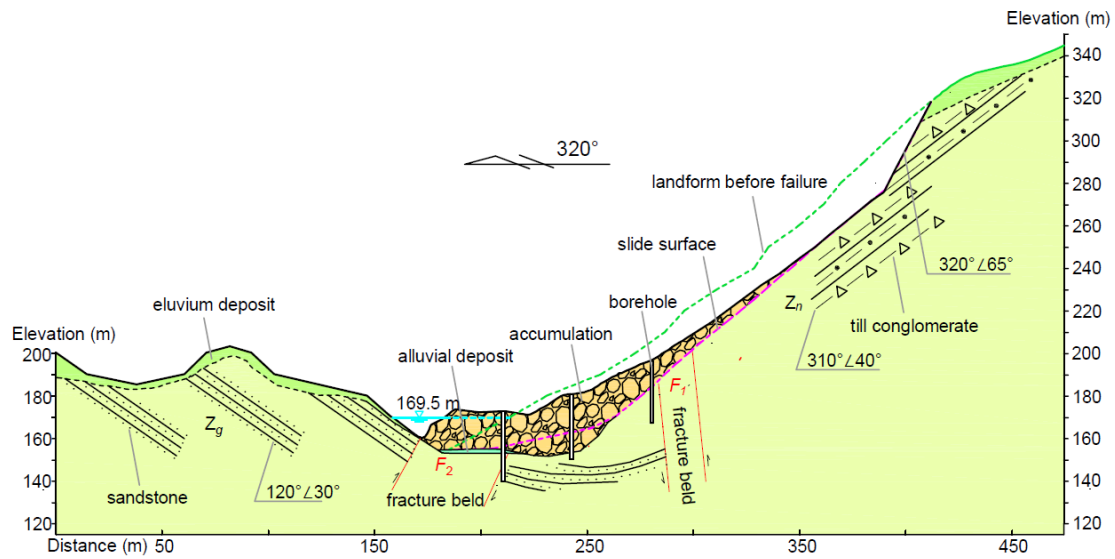 Elevation (m)
340
320
300
280
260
240
220
200
180
160
140
120
320°
landform before failure
slide surface
320°∠65°
Zn
till conglomerate
310°∠40°
borehole
eluvium deposit
accumulation
Elevation (m)
alluvial deposit
200
180
160
140
120
169.5 m
Zg
F1
F2
fracture beld
fracture beld
sandstone
120°∠30°
Distance (m)
50
150
250
350
450